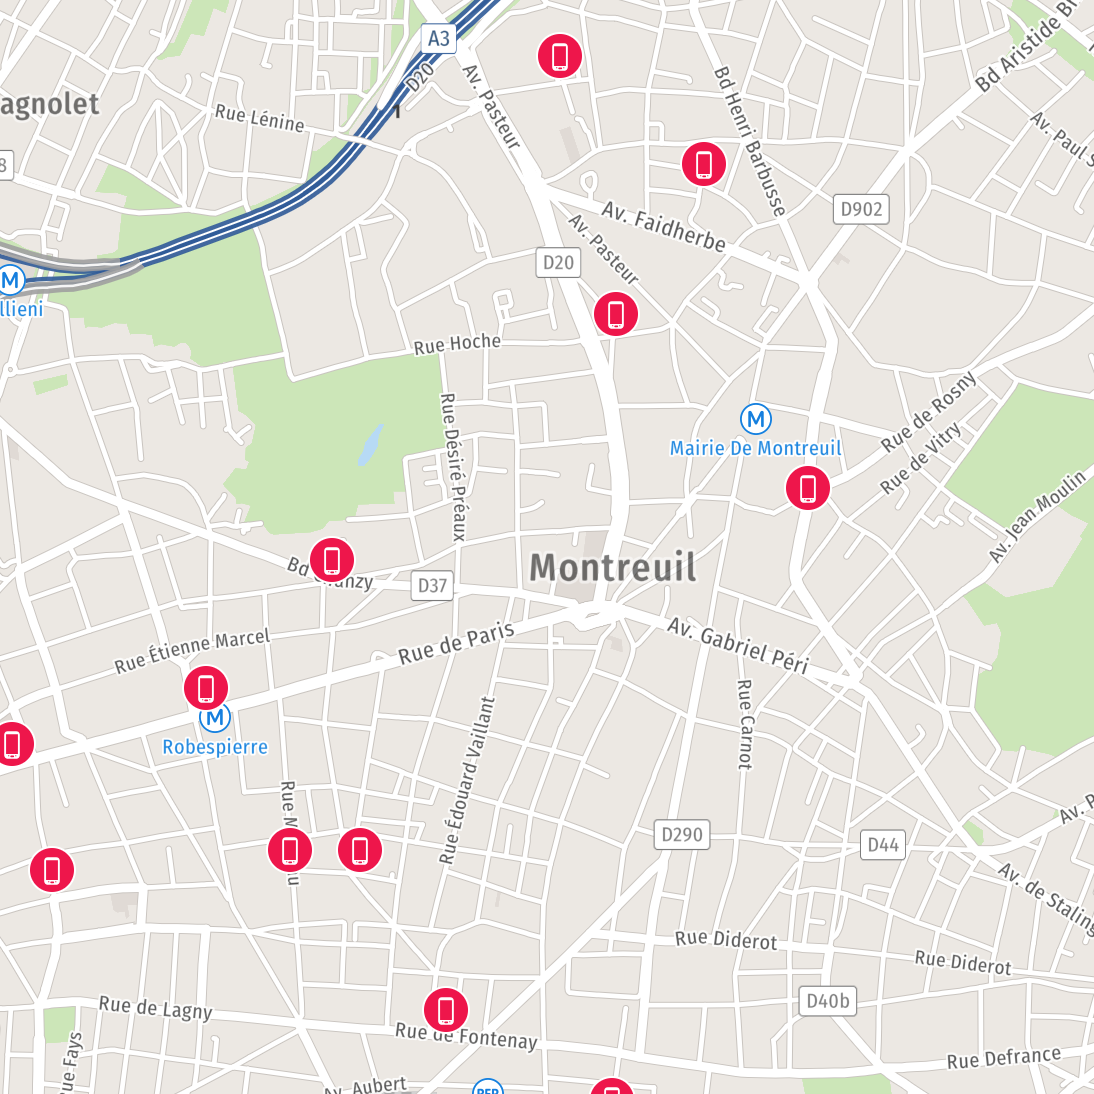 A3
D20
1
agnolet
Rue Lénine
Av. Pasteur
Bd Henri Barbusse
Bd Aristide Br
Av. Paul S
8
D902
Av. Faidherbe
Av. Pasteur
D20
M
llieni
Rue Hoche
Rue Désiré Préaux
M
Mairie De Montreuil
Rue de Rosny
Rue de Vitry
Av. Jean Moulin
Montreuil
Bd Chanzy
D37
Rue Étienne Marcel
Rue de Paris
Av. Gabriel Péri
M
Robespierre
Rue Édouard Vaillant
Rue Carnot
Rue M
u
D290
D44
Av. P
Av. de Staling
Rue Diderot
Rue Diderot
D40b
Rue de Lagny
Rue de Fontenay
Rue Defrance
ue Fays
Av. Aubert
RER